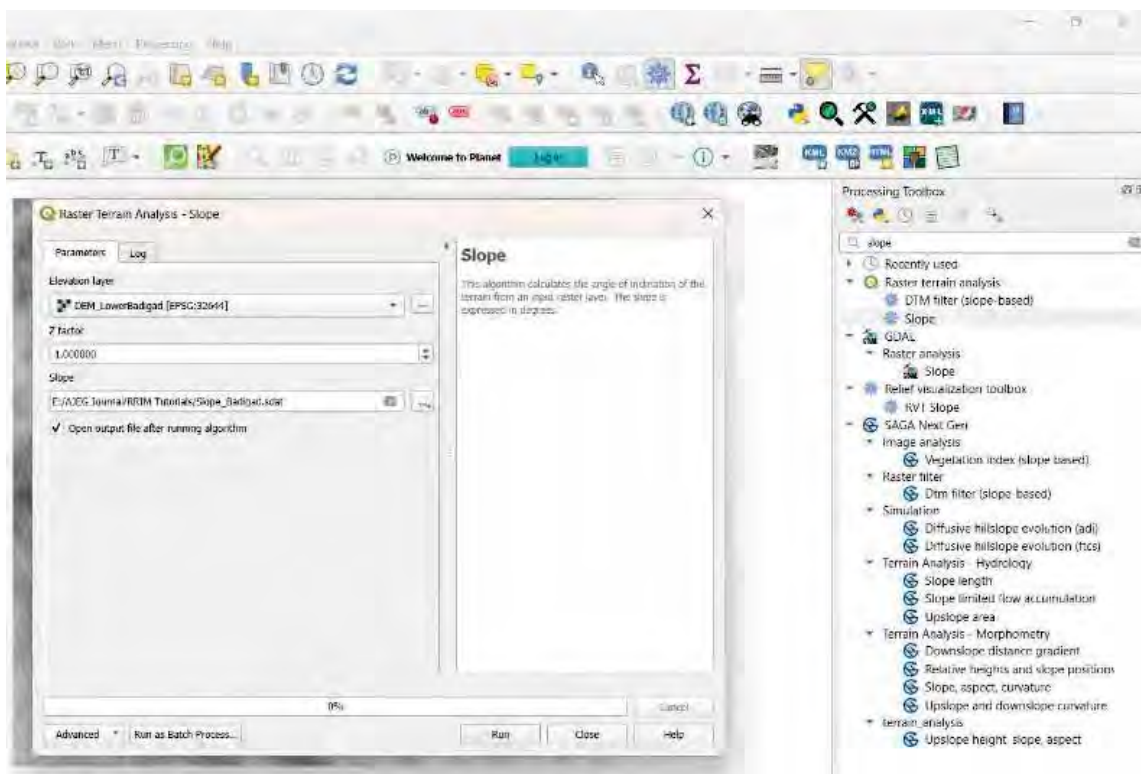 Mesh Processing Help
Welcome to Planet
Log in
Raster Terrain Analysis - Slope
Parameters
Log
Elevation layer
DEM_LowerBadigad [EPSG:32644]
Z factor
1.000000
Slope
E:/AJEG Journal/RRIM Tutorials/Slope_Badigad.sdat
Open output file after running algorithm
Slope
This algorithm calculates the angle of inclination of the
terrain from an input raster layer. The slope is
expressed in degrees.
0%
Cancel
Advanced
Run as Batch Process...
Run
Close
Help
Processing Toolbox
slope
Recently used
Raster terrain analysis
DTM filter (slope-based)
Slope
GDAL
Raster analysis
Slope
Relief visualization toolbox
RVT Slope
SAGA Next Gen
Image analysis
Vegetation index (slope based)
Raster filter
Dtm filter (slope-based)
Simulation
Diffusive hillslope evolution (adi)
Diffusive hillslope evolution (ftcs)
Terrain Analysis - Hydrology
Slope length
Slope limited flow accumulation
Upslope area
Terrain Analysis - Morphometry
Downslope distance gradient
Relative heights and slope positions
Slope, aspect, curvature
Upslope and downslope curvature
terrain_analysis
Upslope height, slope, aspect